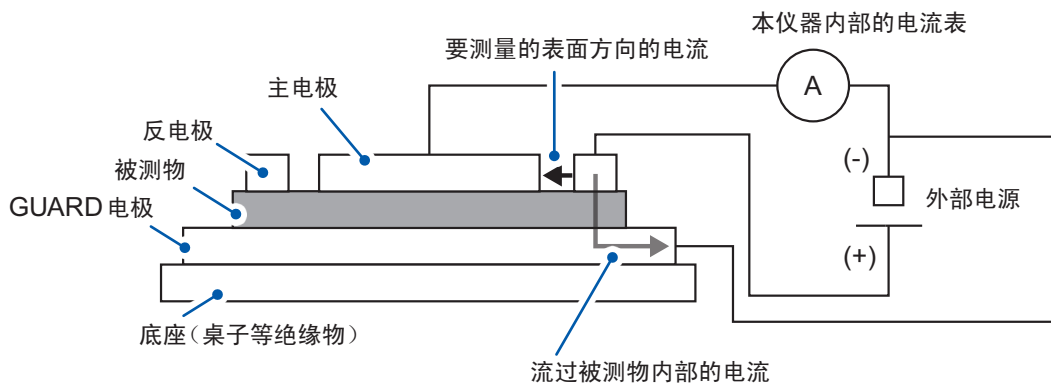 本仪器内部的电流表
要测量的表面方向的电流
主电极
A
反电极
(-)
被测物
外部电源
GUARD 电极
(+)
底座（桌子等绝缘物）
流过被测物内部的电流